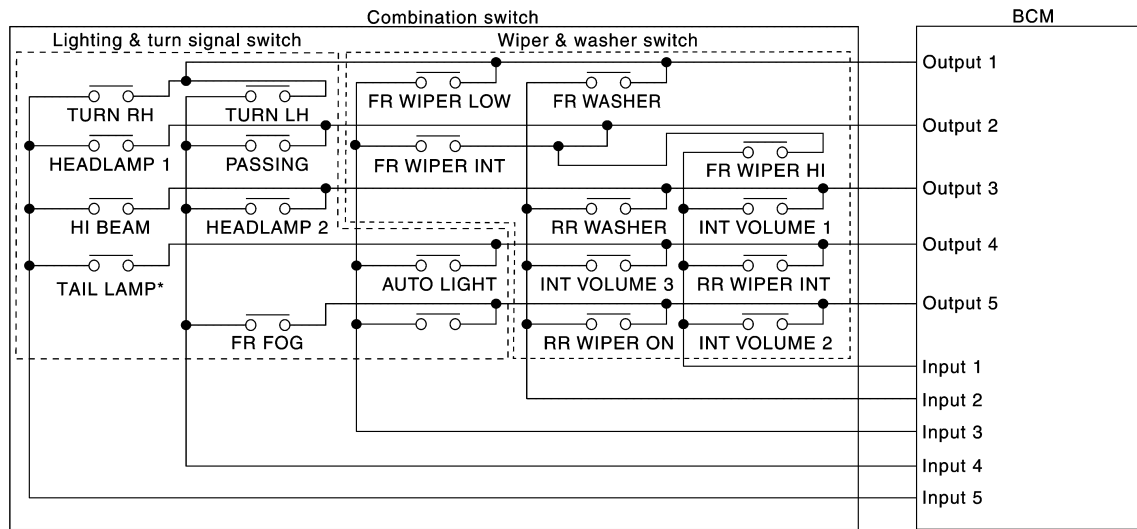 Combination switch
BCM
Lighting & turn signal switch
Wiper & washer switch
Output 1
TURN RH
TURN LH
FR WIPER LOW
FR WASHER
Output 2
HEADLAMP 1
PASSING
FR WIPER INT
FR WIPER HI
Output 3
HI BEAM
HEADLAMP 2
RR WASHER
INT VOLUME 1
Output 4
TAIL LAMP*
AUTO LIGHT
INT VOLUME 3
RR WIPER INT
Output 5
FR FOG
RR WIPER ON
INT VOLUME 2
Input 1
Input 2
Input 3
Input 4
Input 5